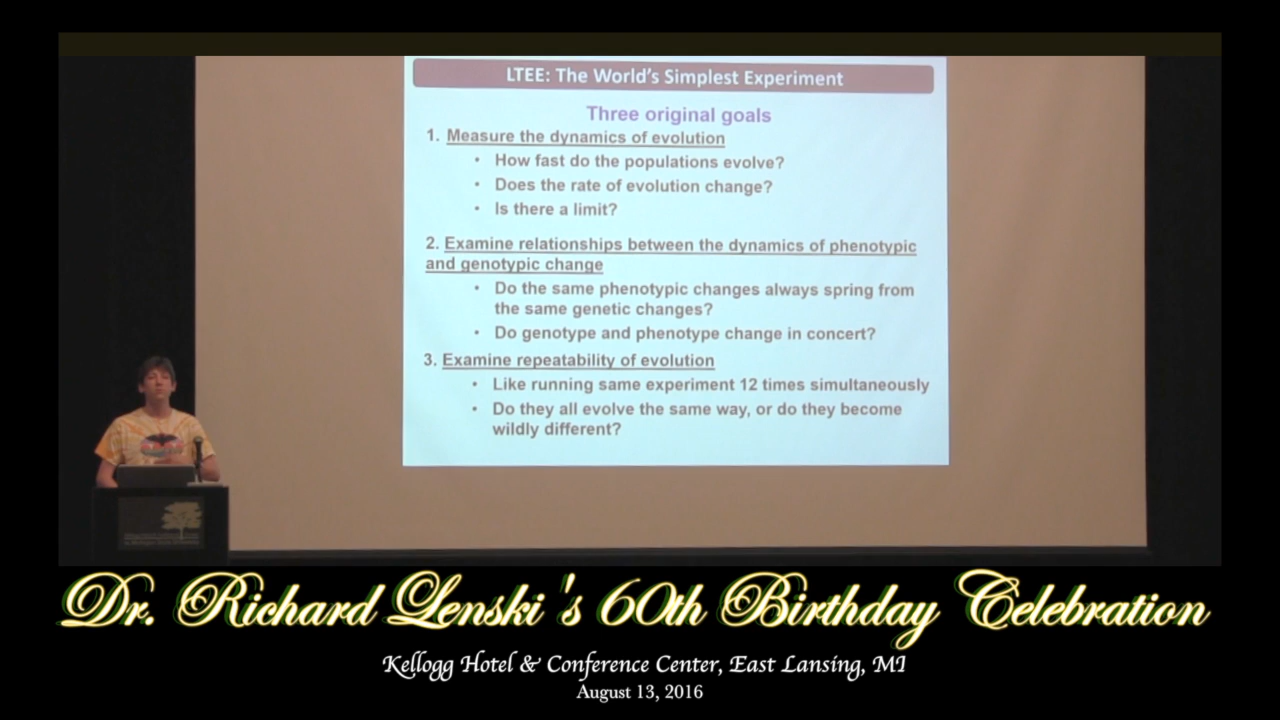 LTEE: The World's Simplest Experiment
Three original goals
1. Measure the dynamics of evolution
• How fast do the populations evolve?
• Does the rate of evolution change?
• Is there a limit?
2. Examine relationships between the dynamics of phenotypic
and genotypic change
• Do the same phenotypic changes always spring from
the same genetic changes?
• Do genotype and phenotype change in concert?
3. Examine repeatability of evolution
• Like running same experiment 12 times simultaneously
• Do they all evolve the same way, or do they become
wildly different?
Dr. Richard Lenski's 60th Birthday Celebration
Kellogg Hotel & Conference Center, East Lansing, MI
August 13, 2016